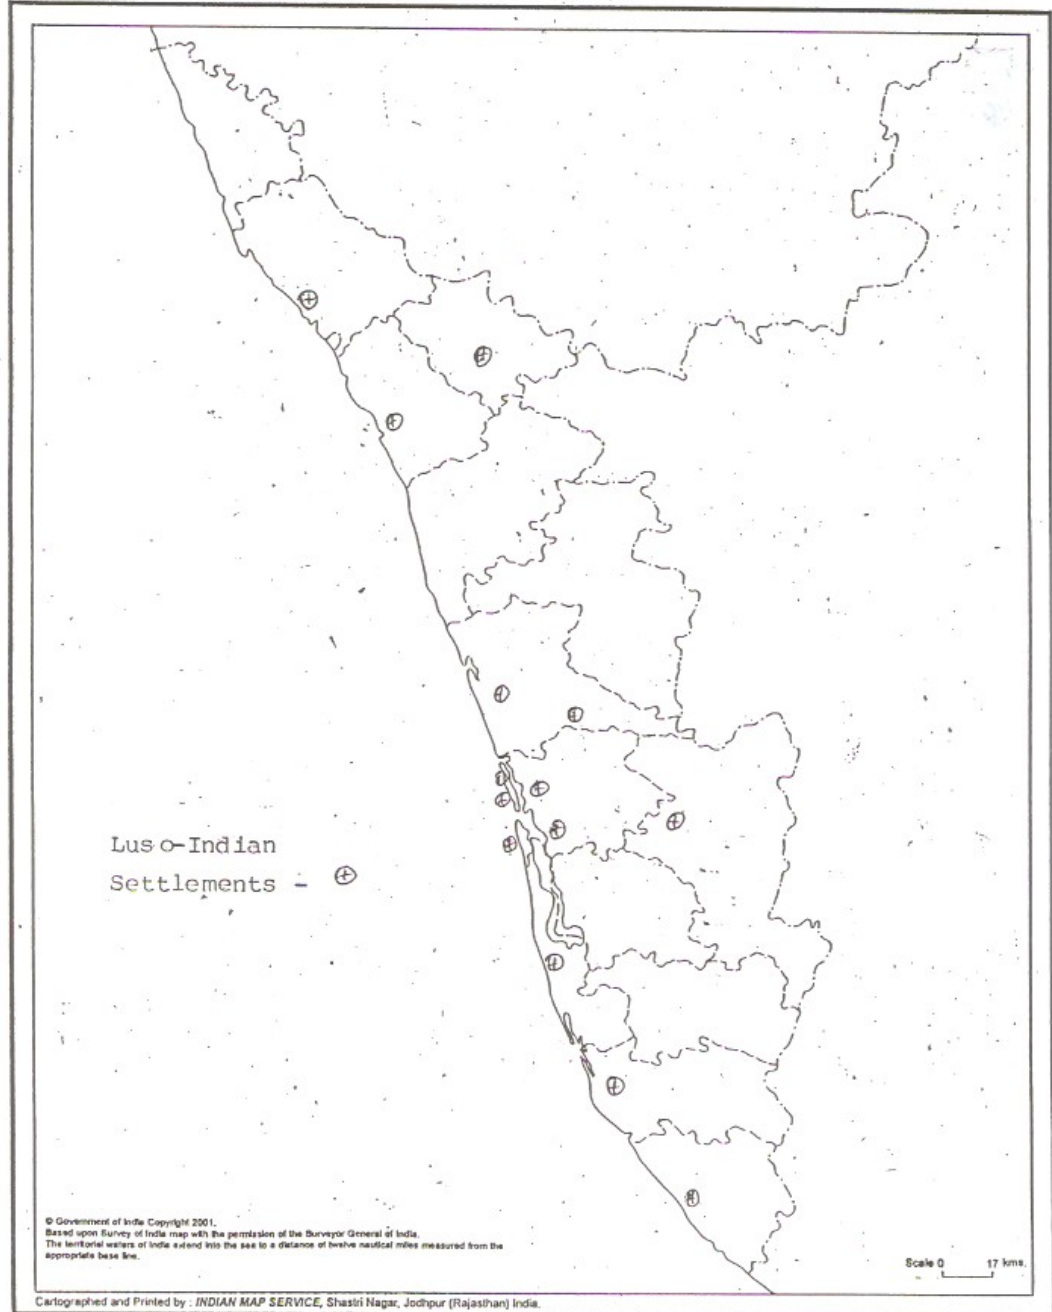 Luso-Indian
Settlements -
© Government of India Copyright 2001.
Based upon Survey of India map with the permission of the Surveyor General of India.
The territorial waters of India extend into the sea to a distance of twelve nautical miles measured from the
appropriate base line.
Scale 0 17 kms.
Cartographed and Printed by : INDIAN MAP SERVICE, Shastri Nagar, Jodhpur (Rajasthan) India.